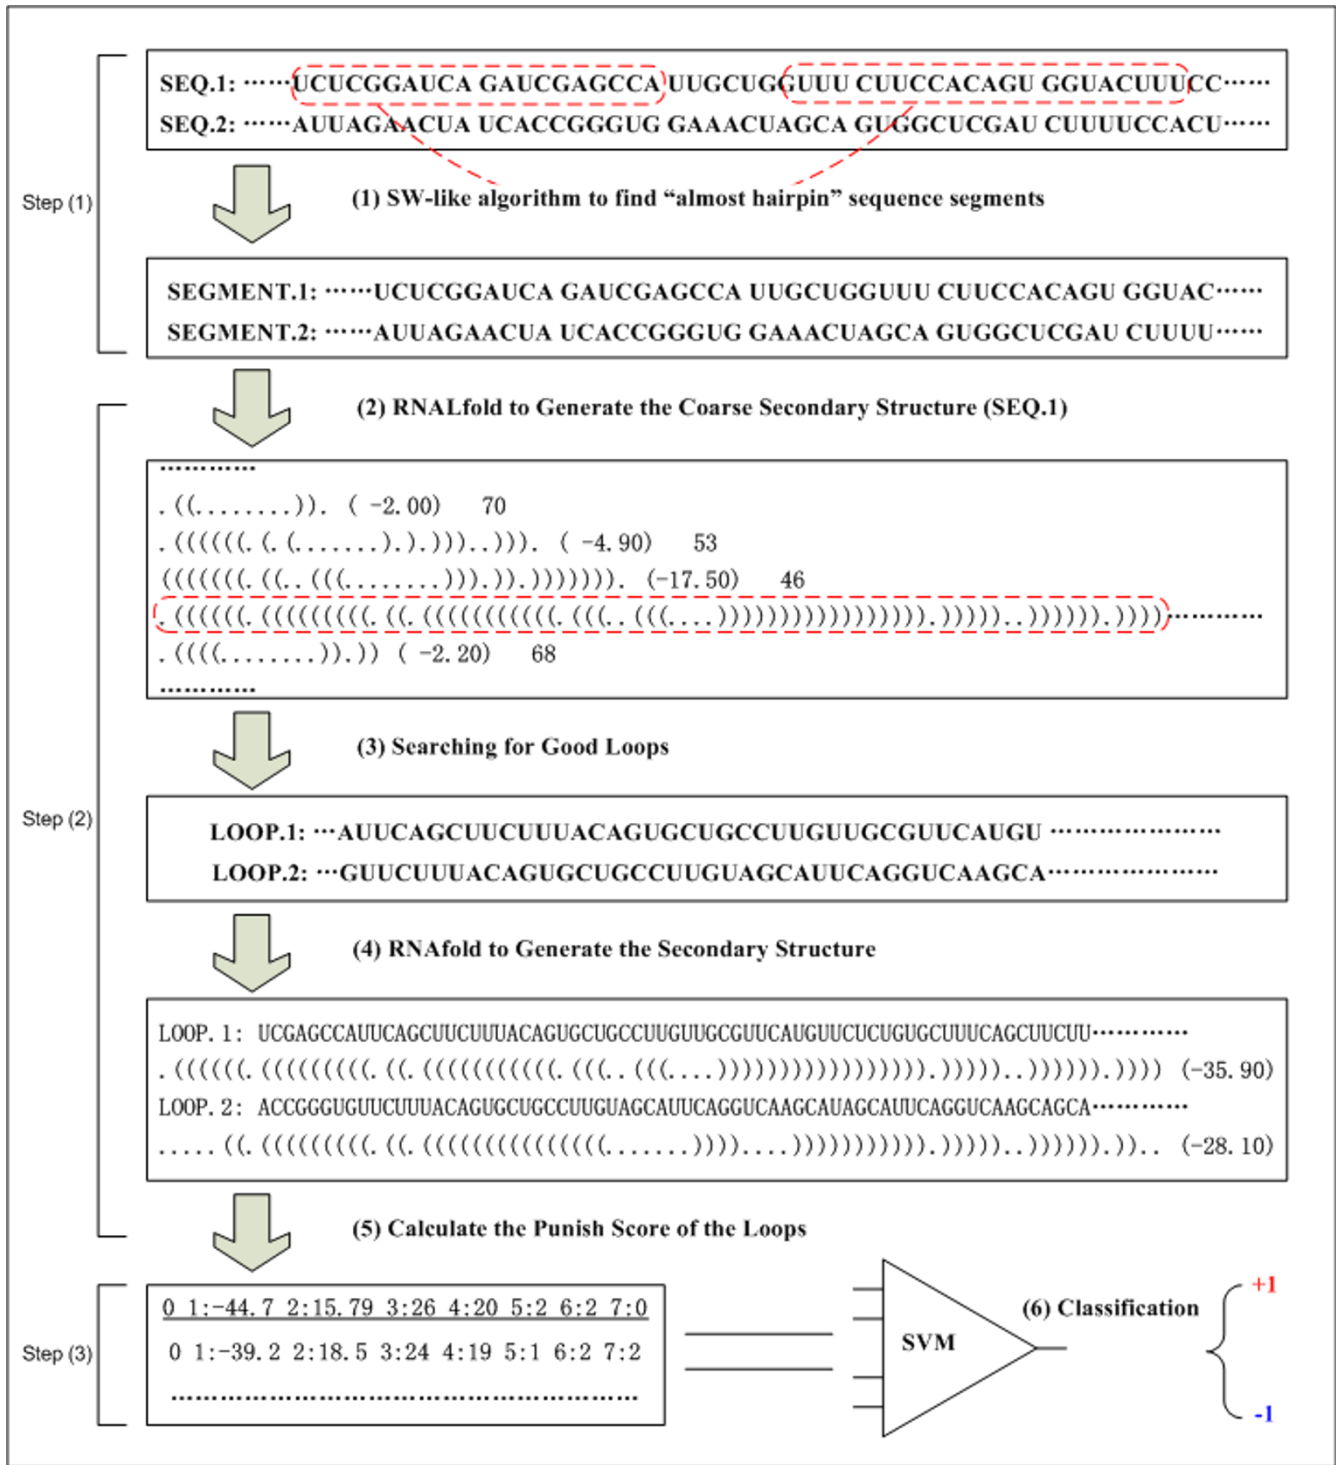 SEQ.1: ……UCUCGGAUCA GAUCGAGCCA UUGCUGGUUU CUUCCACAGU GGUACUUUCC……
SEQ.2: ……AUUAGAACUA UCACCGGGUG GAAACUAGCA GUGGCUCGAU CUUUUCCACU……
Step (1)
(1) SW-like algorithm to find “almost hairpin” sequence segments
SEGMENT.1: ……UCUCGGAUCA GAUCGAGCCA UUGCUGGUUU CUUCCACAGU GGUAC……
SEGMENT.2: ……AUUAGAACUA UCACCGGGUG GAAACUAGCA GUGGCUCGAU CUUUU……
(2) RNALfold to Generate the Coarse Secondary Structure (SEQ.1)
…………
.((........)). ( -2.00) 70
.((((((.(.(.......).).)))..))). ( -4.90) 53
(((((((.((..(((........))).)).))))))). (-17.50) 46
.((((((.(((((((((.((.(((((((((((.(((..(((....))))))))))))))))).)))))..)))))).))))…………
.((((........)).)) ( -2.20) 68
…………
(3) Searching for Good Loops
Step (2)
LOOP.1: …AUUCAGCUUCUUUACAGUGCUGCCUUGUUGCGUUCAUGU …………………
LOOP.2: …GUUCUUUACAGUGCUGCCUUGUAGCAUUCAGGUCAAGCA…………………
(4) RNAfold to Generate the Secondary Structure
LOOP.1: UCGAGCCAUUCAGCUUCUUUACAGUGCUGCCUUGUUGCGUUCAUGUUCUCUGUGCUUUCAGCUUCUU…………
.((((((.(((((((((.((.(((((((((((.(((..(((....))))))))))))))))).)))))..)))))).)))) (-35.90)
LOOP.2: ACCGGGUGUUCUUUACAGUGCUGCCUUGUAGCAUUCAGGUCAAGCAUAGCAUUCAGGUCAAGCAGCA…………
.....((.(((((((((.((.(((((((((((((((.......))))....))))))))))).)))))..)))))).)).. (-28.10)
(5) Calculate the Punish Score of the Loops
Step (3)
0 1:-44.7 2:15.79 3:26 4:20 5:2 6:2 7:0
0 1:-39.2 2:18.5 3:24 4:19 5:1 6:2 7:2
…………………………………………
SVM
(6) Classification
+1
-1